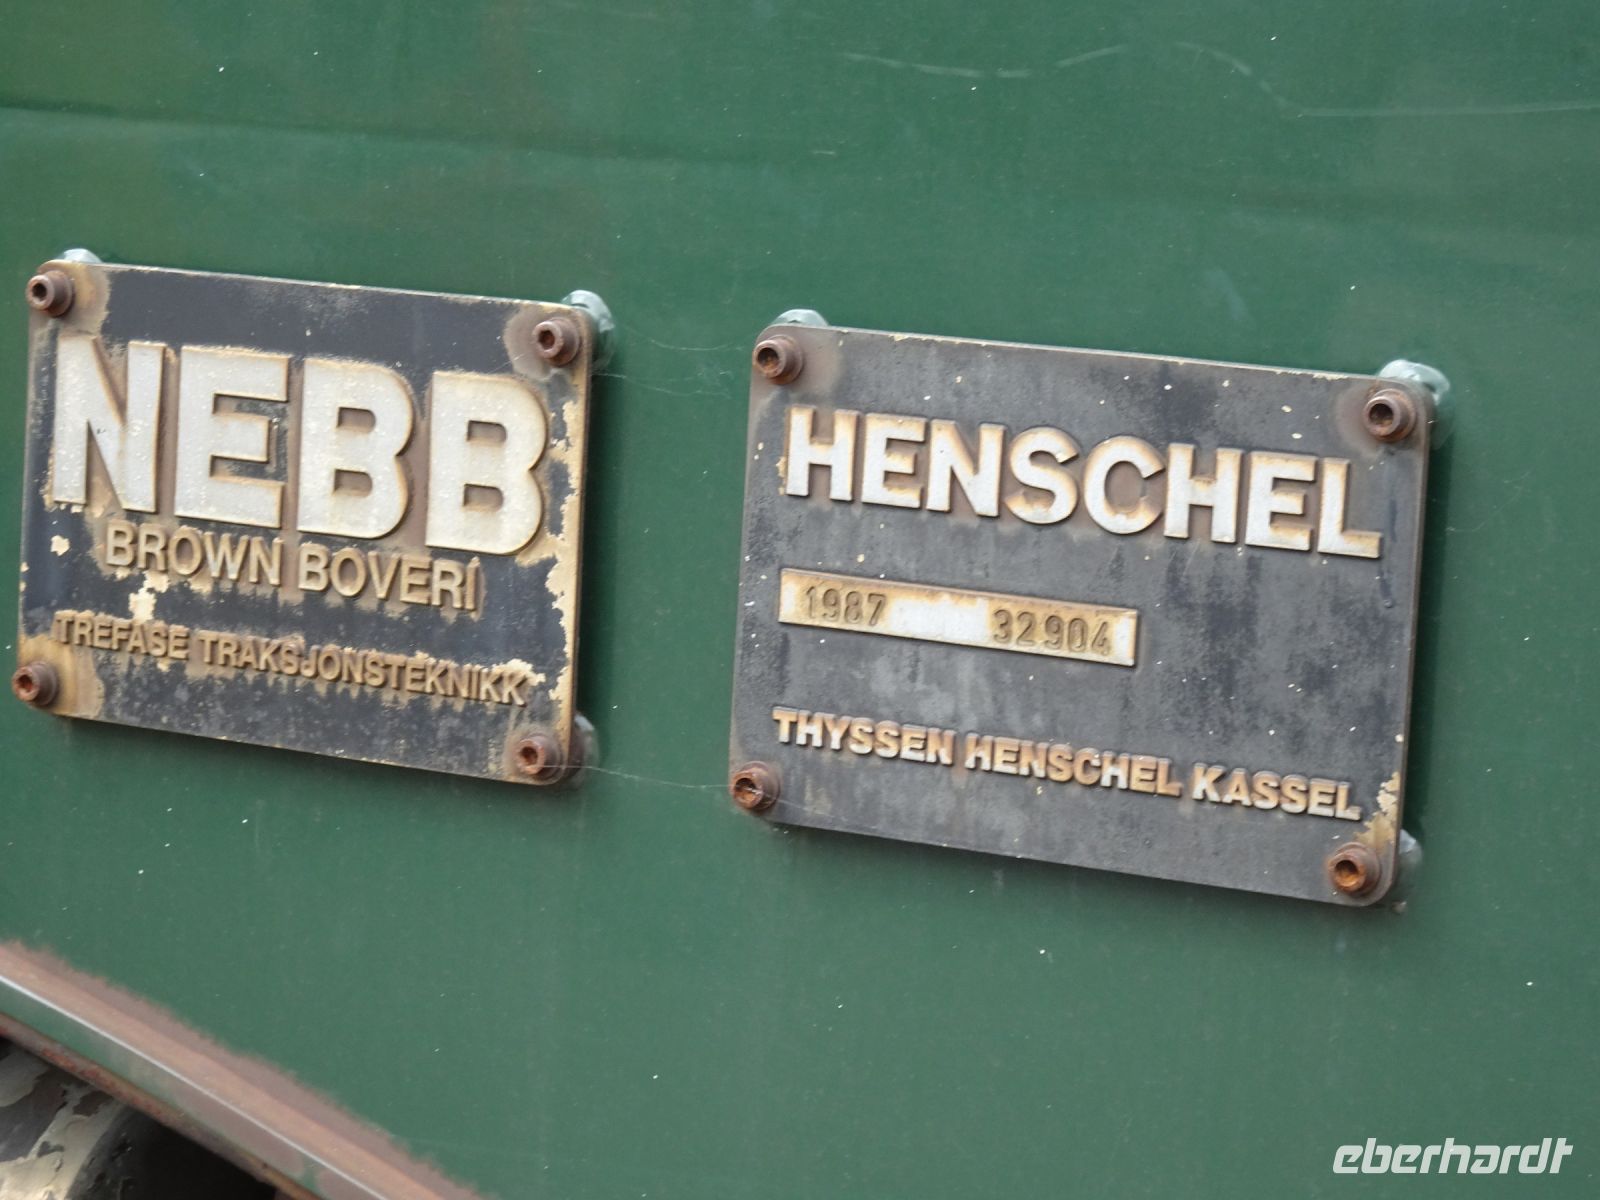 NEBB
BROWN BOVERI
TREFASE TRAKSJONSTEKNIKK
HENSCHEL
1987 32904
THYSSEN HENSCHEL KASSEL
eberhardt